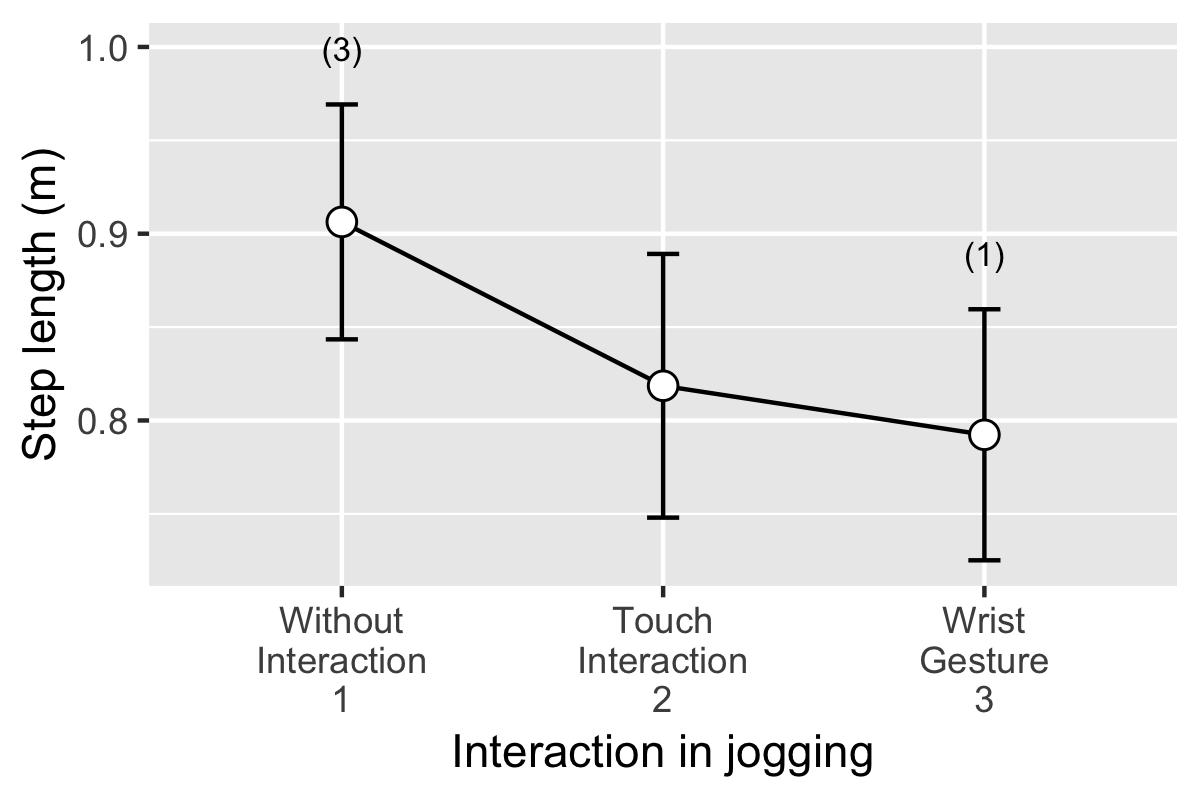 Step length (m)
1.0
0.9
0.8
(3)
(1)
Without
Interaction
1
Touch
Interaction
2
Wrist
Gesture
3
Interaction in jogging